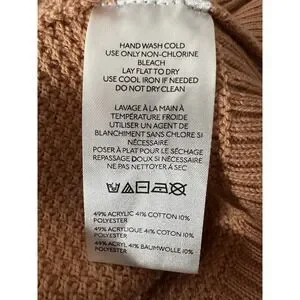 HAND WASH COLD
USE ONLY NON-CHLORINE
BLEACH
LAY FLAT TO DRY
USE COOL IRON IF NEEDED
DO NOT DRY CLEAN
LAVAGE À LA MAIN À
TEMPÉRATURE FROIDE
UTILISER UN AGENT DE
BLANCHIMENT SANS CHLORE SI
NÉCESSAIRE
POSER À PLAT POUR LE SÉCHAGE
REPASSAGE DOUX SI NÉCESSAIRE
NE PAS NETTOYER À SEC
49% ACRYLIC 41% COTTON 10%
POLYESTER
49% ACRYLIQUE 41% COTON 10%
POLYESTER
49% ACRYL 41% BAUMWOLLE 10%
POLYESTER